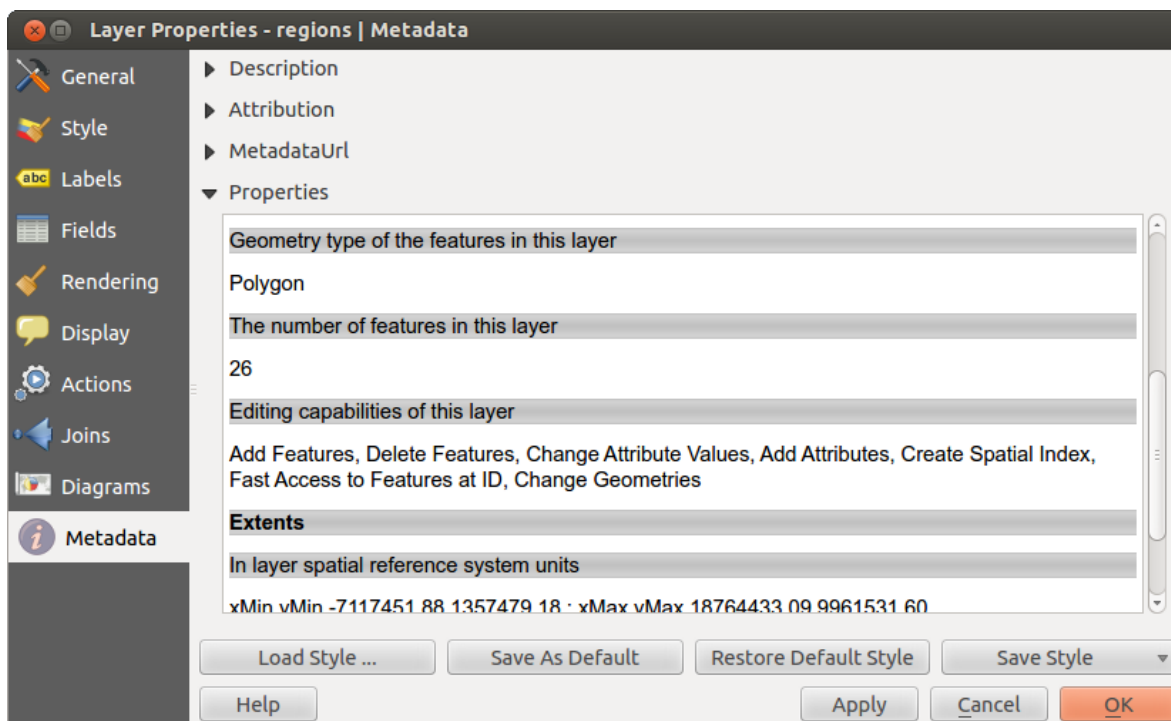 Layer Properties - regions | Metadata
General
Style
abc Labels
Fields
Rendering
Display
Actions
Joins
Diagrams
Metadata
Description
Attribution
MetadataUrl
Properties
Geometry type of the features in this layer
Polygon
The number of features in this layer
26
Editing capabilities of this layer
Add Features, Delete Features, Change Attribute Values, Add Attributes, Create Spatial Index,
Fast Access to Features at ID, Change Geometries
Extents
In layer spatial reference system units
xMin,yMin -7117451.88,1357479.18 : xMax,yMax 18764433.09,9961531.60
Load Style ...
Save As Default
Restore Default Style
Save Style
Help
Apply
Cancel
OK